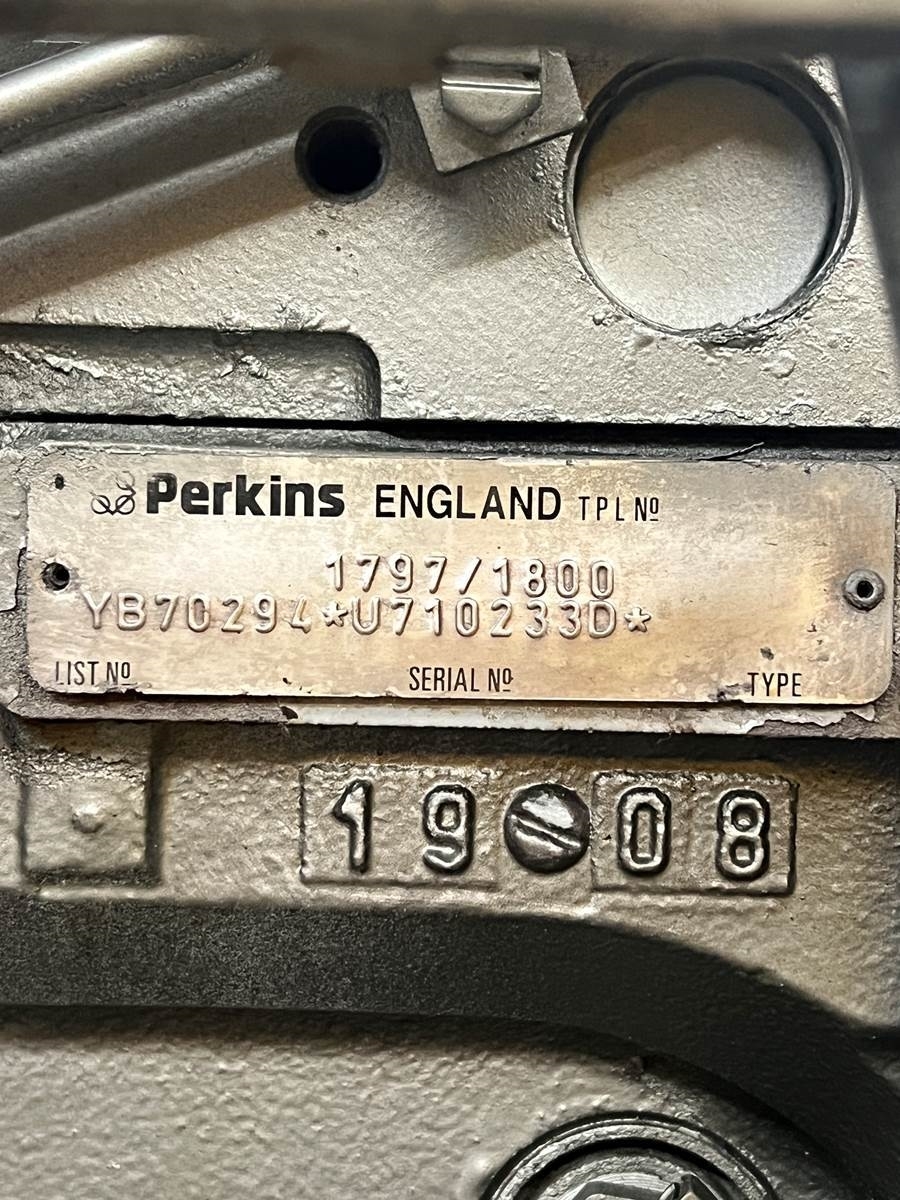 Perkins ENGLAND TPL Nº
1797/1800
YB70294*U710233D*
LIST Nº SERIAL Nº TYPE
19 08